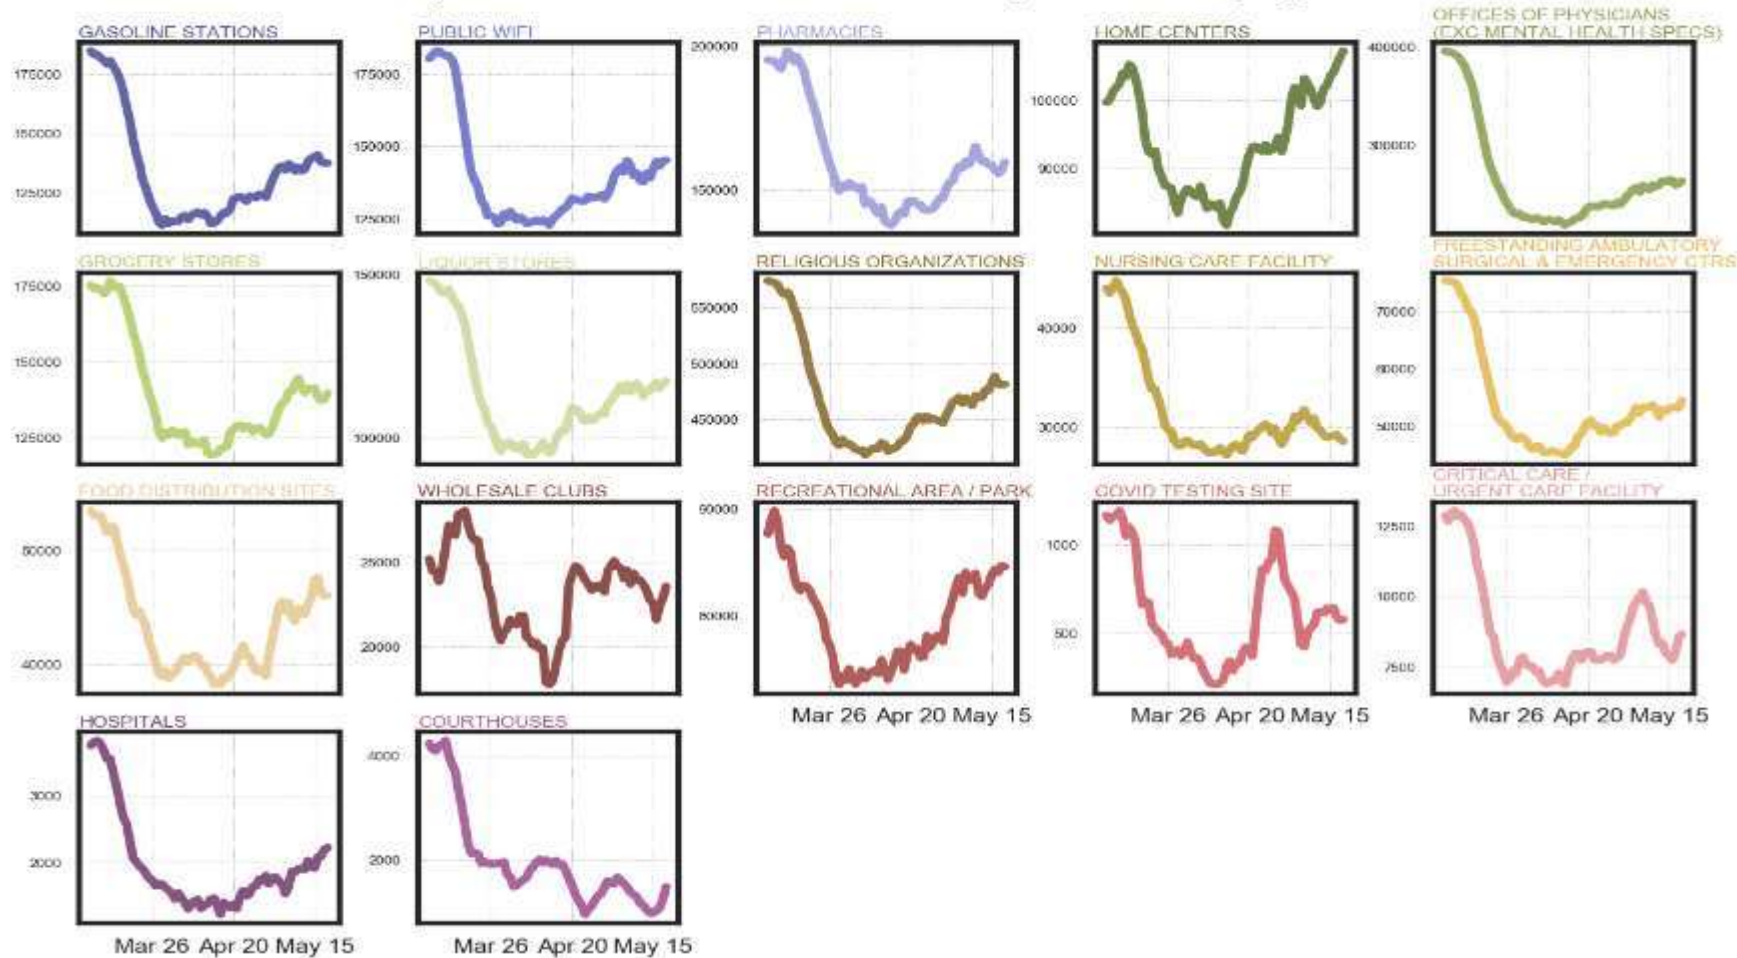 GASOLINE STATIONS
175000
150000
125000
PUBLIC WIFI
175000
150000
125000
PHARMACIES
200000
150000
HOME CENTERS
100000
90000
OFFICES OF PHYSICIANS
(EXC MENTAL HEALTH SPECS)
400000
300000
GROCERY STORES
175000
150000
125000
LIQUOR STORES
150000
100000
RELIGIOUS ORGANIZATIONS
550000
500000
450000
NURSING CARE FACILITY
40000
30000
FREESTANDING AMBULATORY
SURGICAL & EMERGENCY CTRS
70000
60000
50000
FOOD DISTRIBUTION SITES
40000
WHOLESALE CLUBS
25000
20000
RECREATIONAL AREA / PARK
Mar 26 Apr 20 May 15
COVID TESTING SITE
1000
500
Mar 26 Apr 20 May 15
CRITICAL CARE /
URGENT CARE FACILITY
12500
10000
7500
Mar 26 Apr 20 May 15
HOSPITALS
3000
2000
Mar 26 Apr 20 May 15
COURTHOUSES
4000
2000
Mar 26 Apr 20 May 15